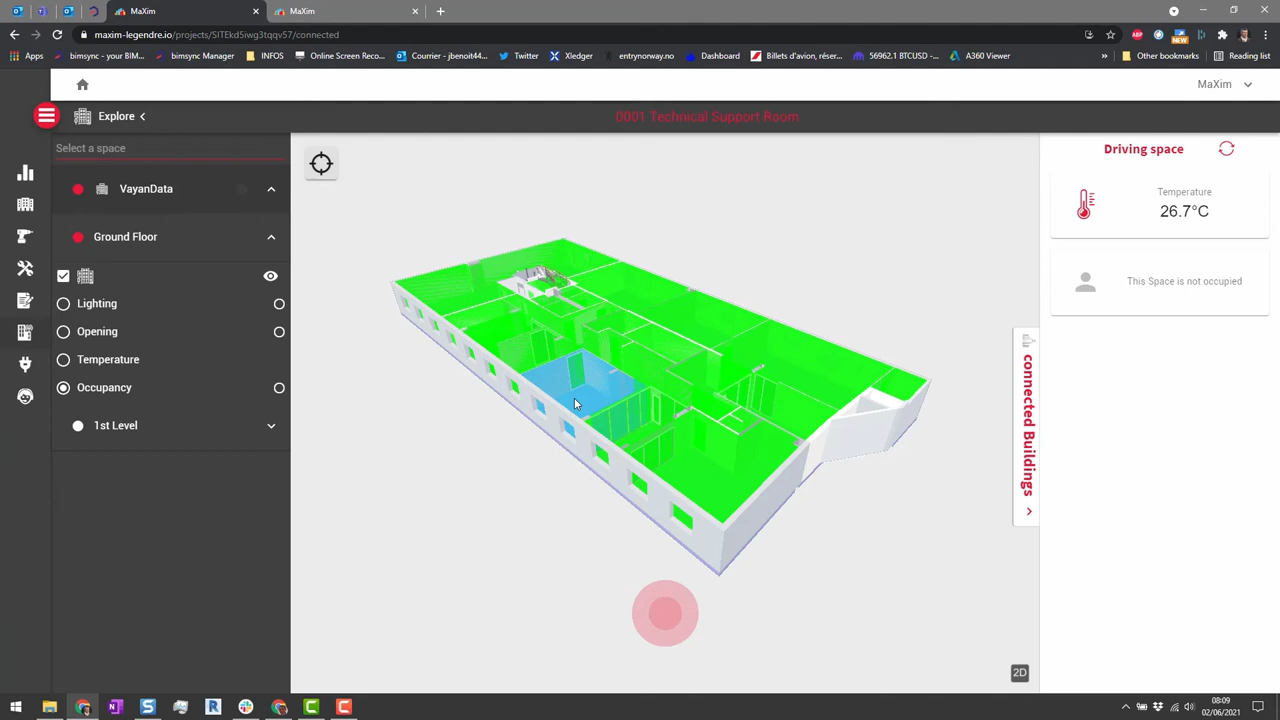 MaXim
MaXim
maxim-legendre.io/projects/SITEkd5iwg3tqqv57/connected
Apps
bimsync - your BIM...
bimsync Manager
INFOS
Online Screen Reco...
Courrier - jbenoit44...
Twitter
Xledger
entrynorway.no
Dashboard
Billets d'avion, réser...
56962.1 BTCUSD - ...
A360 Viewer
Other bookmarks
Reading list
MaXim
Explore
0001 Technical Support Room
Select a space
VayanData
Ground Floor
Lighting
Opening
Temperature
Occupancy
1st Level
Driving space
Temperature
26.7°C
This Space is not occupied
connected Buildings
2D
08:09
02/06/2021